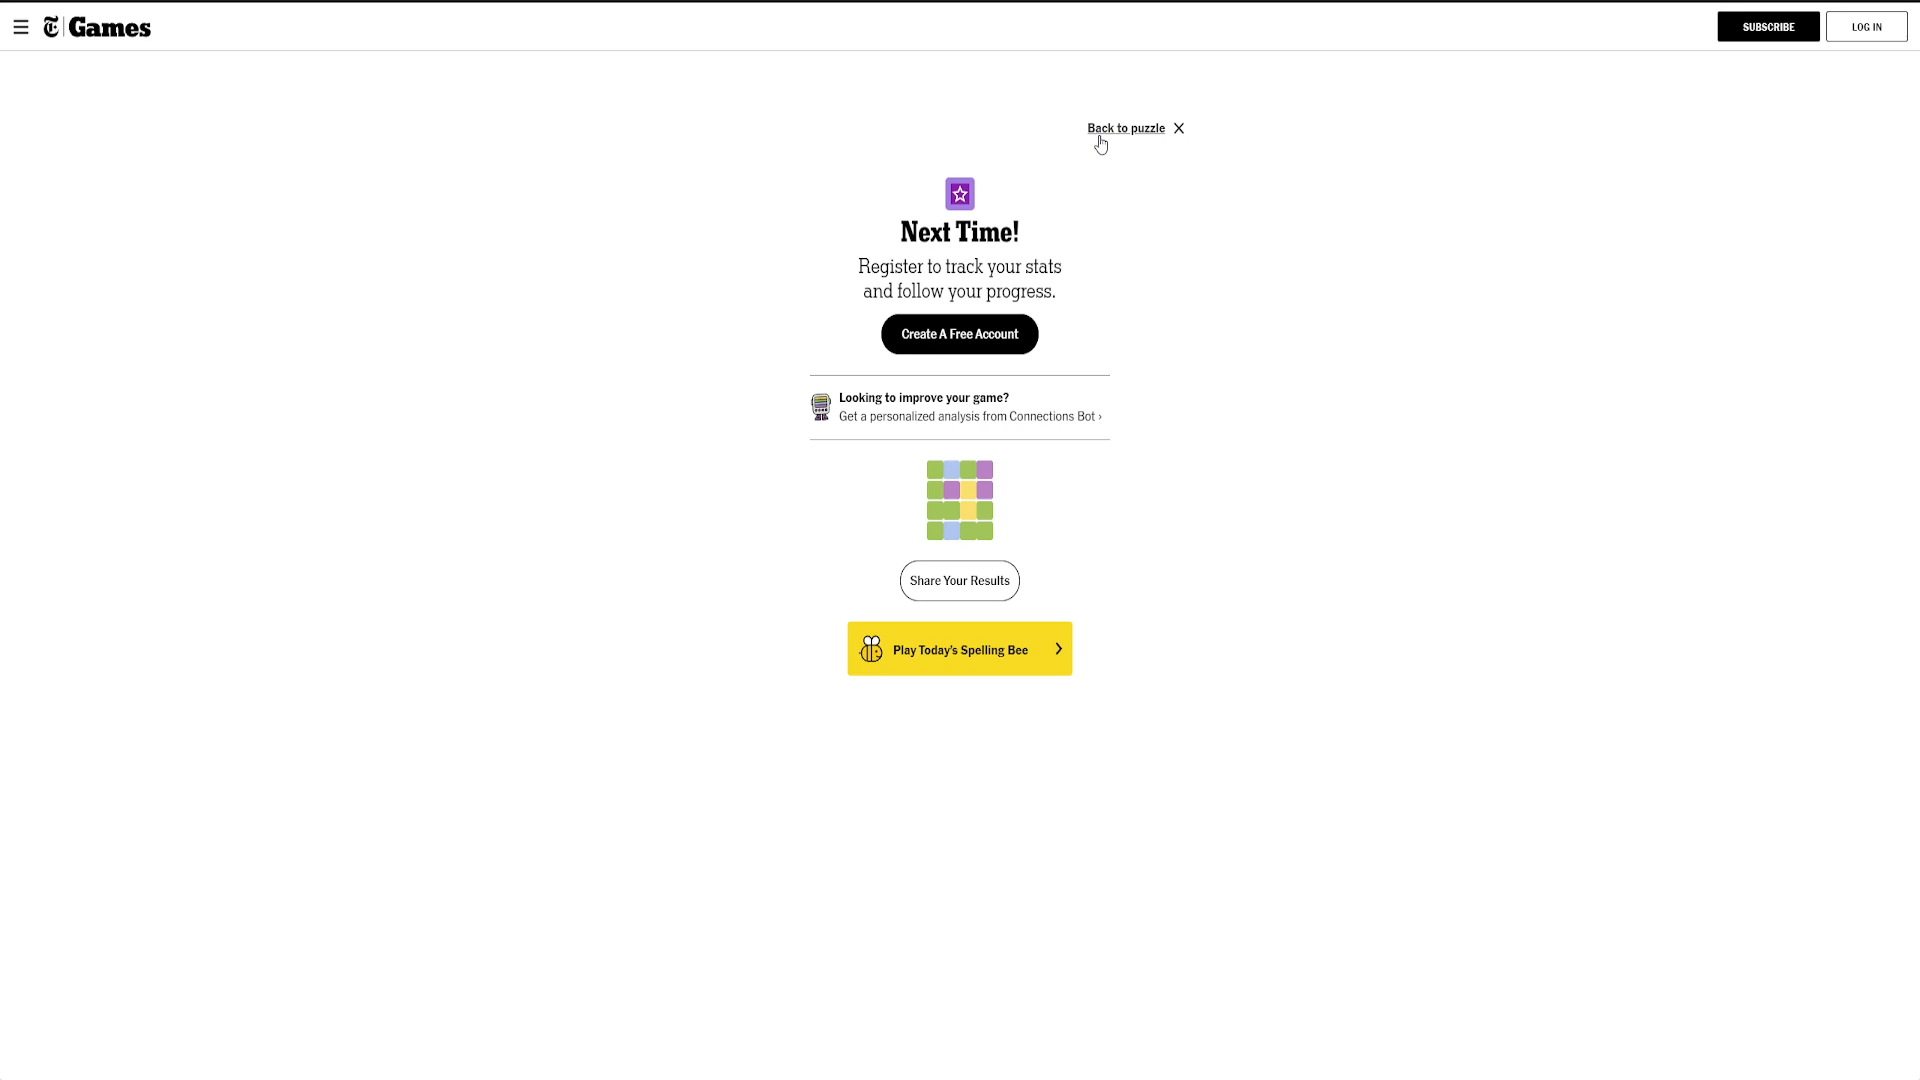 Games
SUBSCRIBE
LOG IN
Back to puzzle
Next Time!
Register to track your stats
and follow your progress.
Create A Free Account
Looking to improve your game?
Get a personalized analysis from Connections Bot ›
Share Your Results
Play Today's Spelling Bee